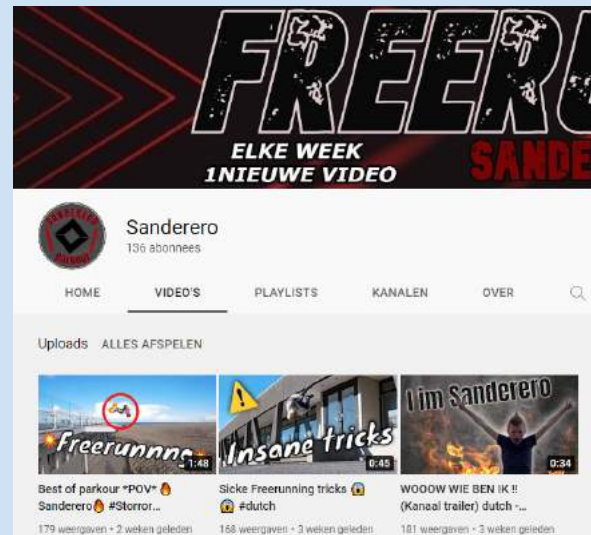 FREERU
ELKE WEEK
1NIEUWE VIDEO
SANDE
SANDERERO
Sanderero
136 abonnees
HOME VIDEO'S PLAYLISTS KANALEN OVER
Uploads ALLES AFSPELEN
Freerunnng
1:48
Insane tricks
0:45
I im Sanderero
0:34
Best of parkour *POV* 🔥
Sanderero🔥 #Storror...
179 weergaven • 2 weken geleden
Sicke Freerunning tricks 😱
😱 #dutch
168 weergaven • 3 weken geleden
WOOOW WIE BEN IK !!
(Kanaal trailer) dutch -...
181 weergaven • 3 weken geleden